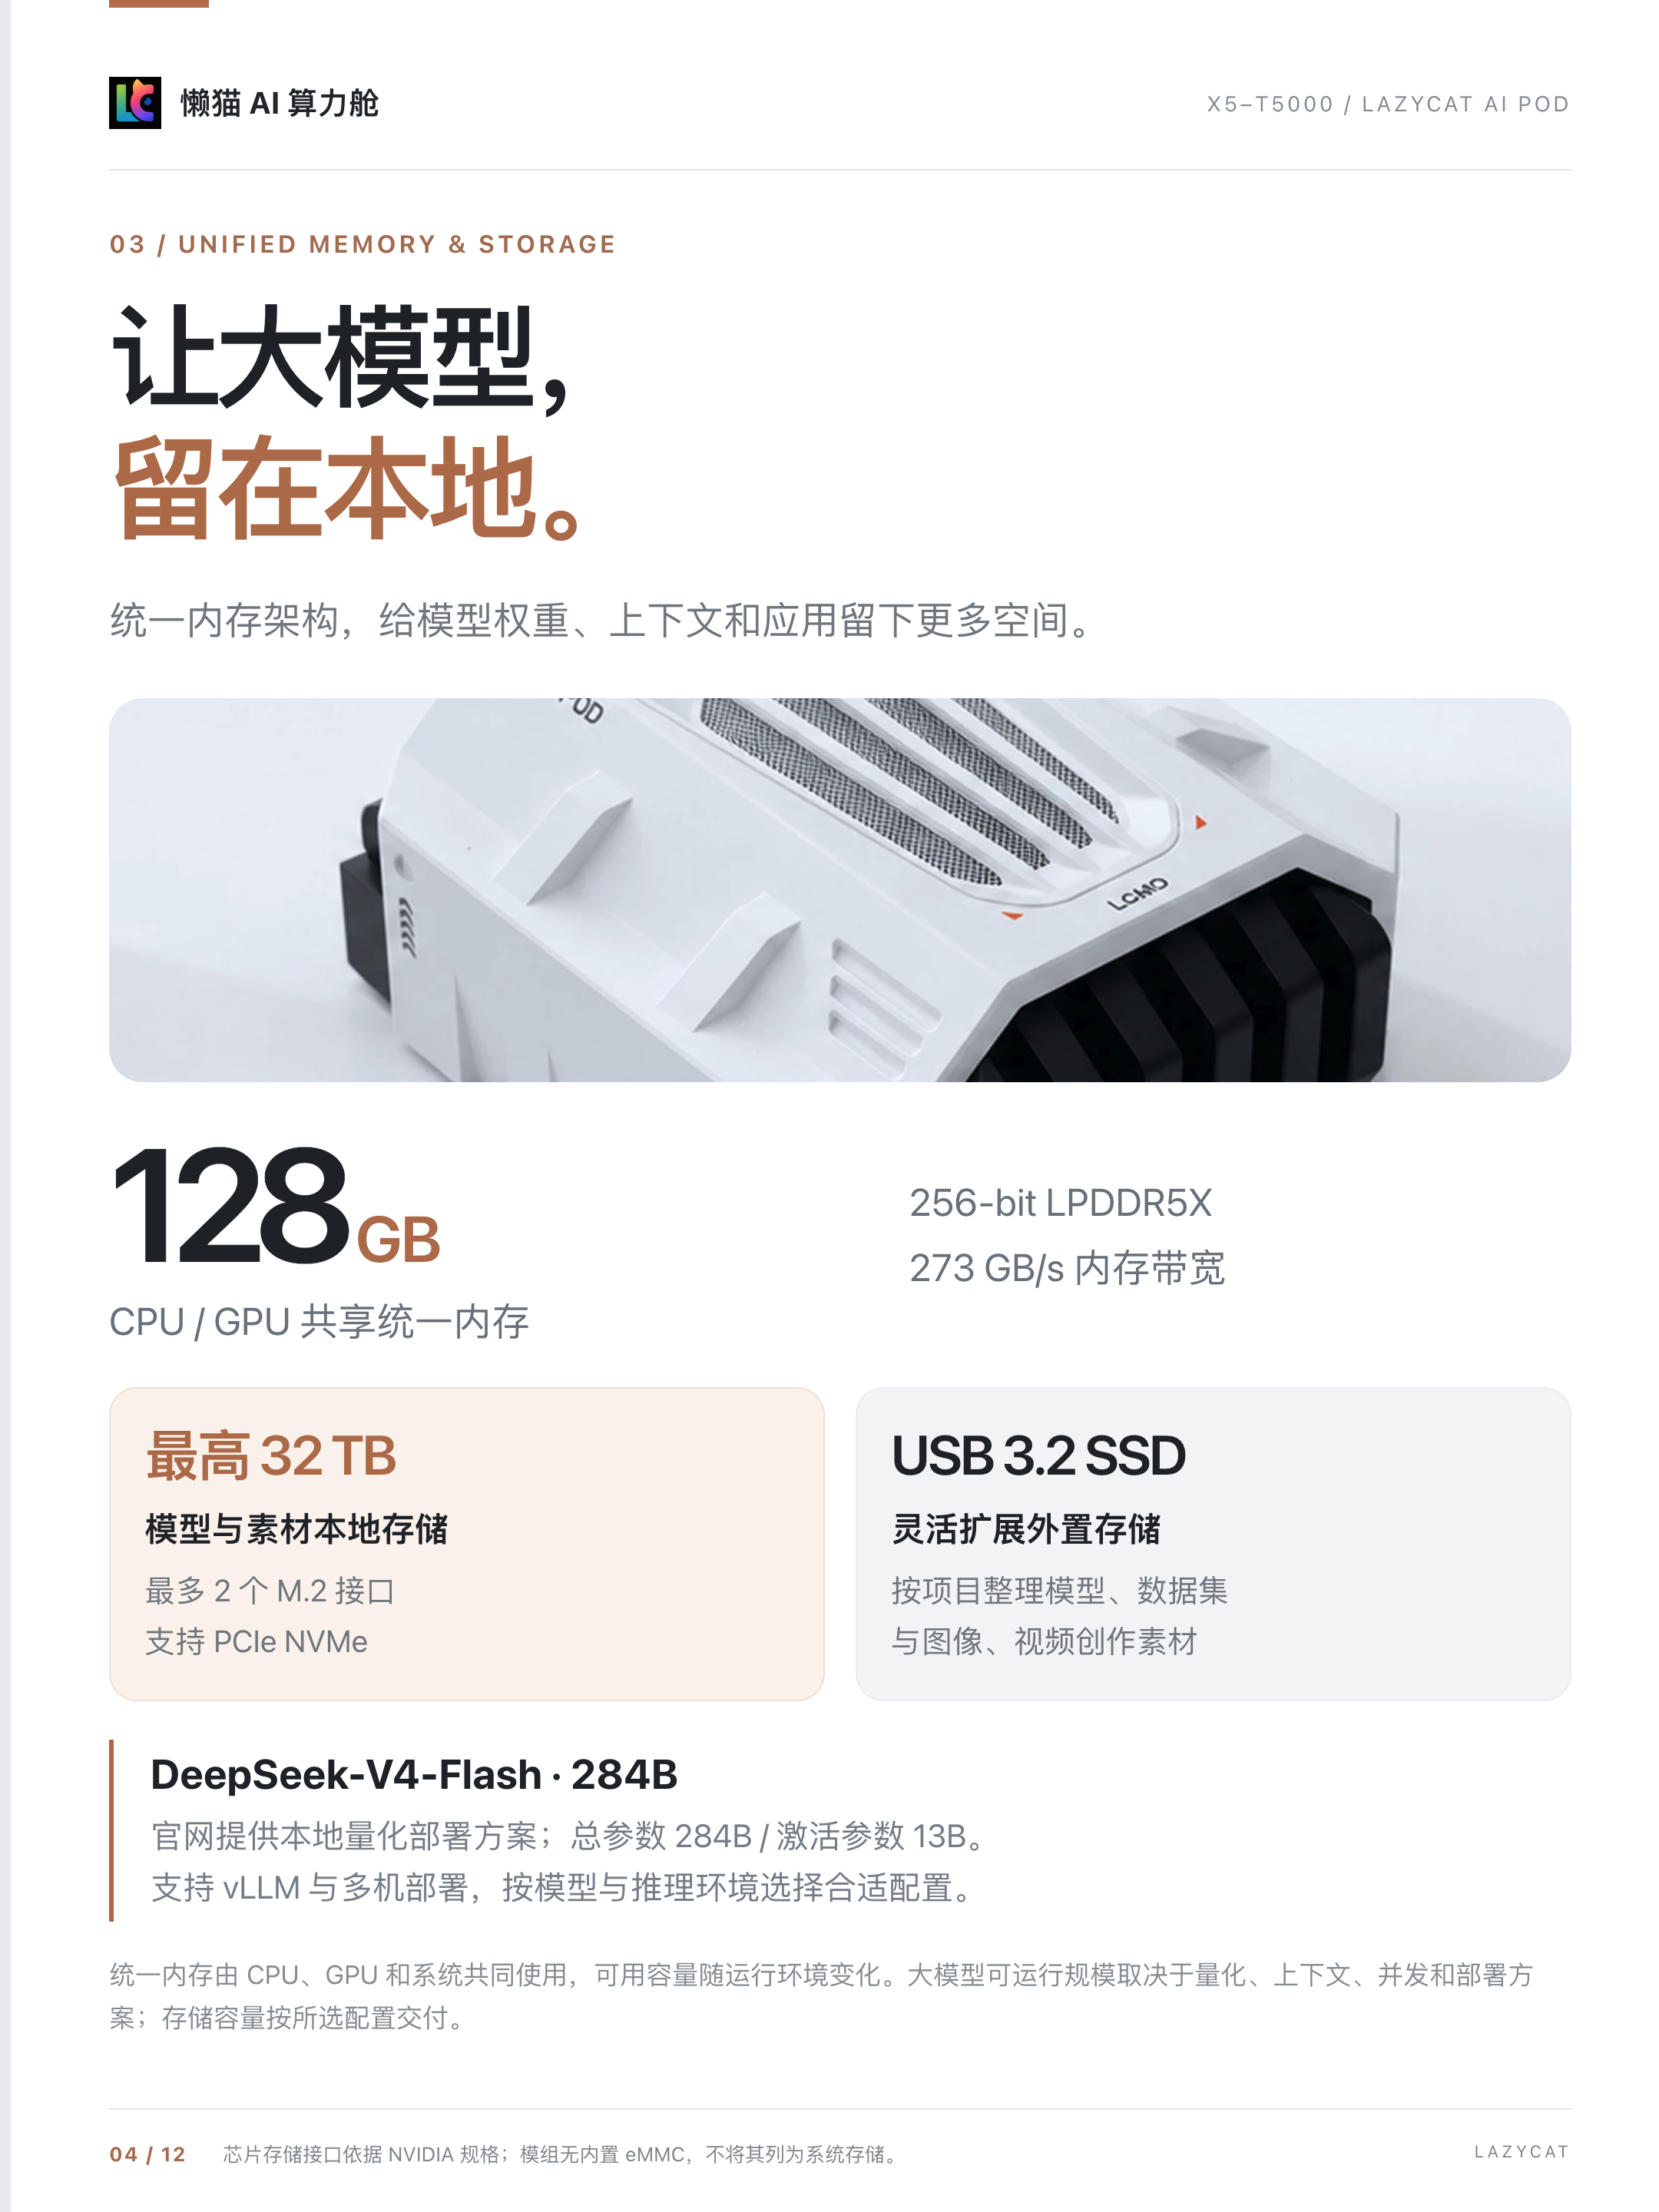 懒猫 AI 算力舱
X5–T5000 / LAZYCAT AI POD
03 / UNIFIED MEMORY & STORAGE
让大模型，
留在本地。
统一内存架构，给模型权重、上下文和应用留下更多空间。
POD
LCMD
128GB
CPU / GPU 共享统一内存
256-bit LPDDR5X
273 GB/s 内存带宽
最高 32 TB
模型与素材本地存储
最多 2 个 M.2 接口
支持 PCIe NVMe
USB 3.2 SSD
灵活扩展外置存储
按项目整理模型、数据集
与图像、视频创作素材
DeepSeek-V4-Flash · 284B
官网提供本地量化部署方案；总参数 284B / 激活参数 13B。
支持 vLLM 与多机部署，按模型与推理环境选择合适配置。
统一内存由 CPU、GPU 和系统共同使用，可用容量随运行环境变化。大模型可运行规模取决于量化、上下文、并发和部署方
案；存储容量按所选配置交付。
04 / 12
芯片存储接口依据 NVIDIA 规格；模组无内置 eMMC，不将其列为系统存储。
LAZYCAT